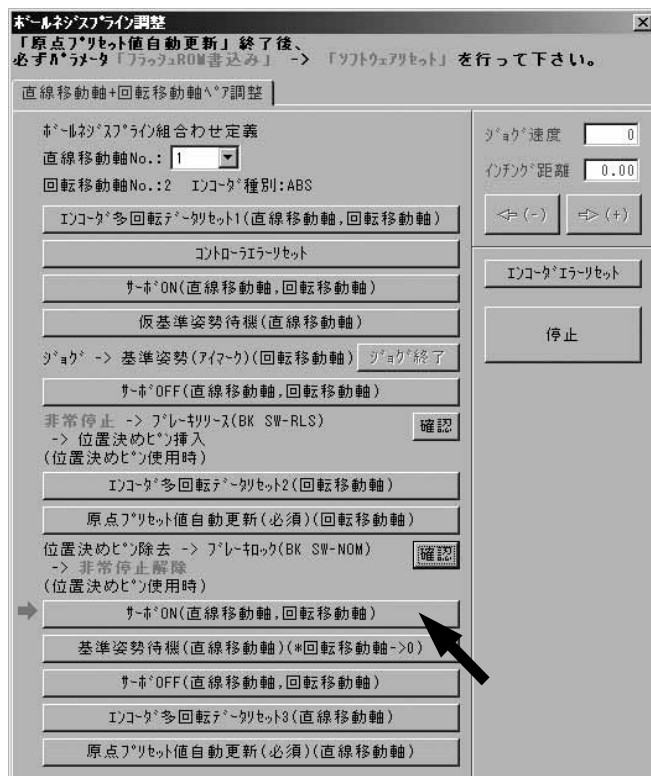 ﾎﾞｰﾙﾈｼﾞｽﾌﾟﾗｲﾝ調整
「原点ﾌﾟﾘｾｯﾄ値自動更新」終了後、
必ずﾊﾟﾗﾒｰﾀ「ﾌﾗｯｼｭROM書込み」 -> 「ｿﾌﾄｳｪｱﾘｾｯﾄ」を行って下さい。
直線移動軸+回転移動軸ﾍﾟｱ調整
ﾎﾞｰﾙﾈｼﾞｽﾌﾟﾗｲﾝ組合わせ定義
直線移動軸No.: 1
回転移動軸No.:2 ｴﾝｺｰﾀﾞ種別:ABS
ｴﾝｺｰﾀﾞ多回転ﾃﾞｰﾀﾘｾｯﾄ1(直線移動軸,回転移動軸)
ｺﾝﾄﾛｰﾗｴﾗｰﾘｾｯﾄ
ｻｰﾎﾞON(直線移動軸,回転移動軸)
仮基準姿勢待機(直線移動軸)
ｼﾞｮｸﾞ -> 基準姿勢(ｱｲﾏｰｸ)(回転移動軸) ｼﾞｮｸﾞ終了
ｻｰﾎﾞOFF(直線移動軸,回転移動軸)
非常停止 -> ﾌﾞﾚｰｷﾘﾘｰｽ(BK SW-RLS) 確認
-> 位置決めﾋﾟﾝ挿入
(位置決めﾋﾟﾝ使用時)
ｴﾝｺｰﾀﾞ多回転ﾃﾞｰﾀﾘｾｯﾄ2(回転移動軸)
原点ﾌﾟﾘｾｯﾄ値自動更新(必須)(回転移動軸)
位置決めﾋﾟﾝ除去 -> ﾌﾞﾚｰｷﾛｯｸ(BK SW-NOM) 確認
-> 非常停止解除
(位置決めﾋﾟﾝ使用時)
ｻｰﾎﾞON(直線移動軸,回転移動軸)
基準姿勢待機(直線移動軸)(*回転移動軸->0)
ｻｰﾎﾞOFF(直線移動軸,回転移動軸)
ｴﾝｺｰﾀﾞ多回転ﾃﾞｰﾀﾘｾｯﾄ3(直線移動軸)
原点ﾌﾟﾘｾｯﾄ値自動更新(必須)(直線移動軸)
ｼﾞｮｸﾞ速度 0
ｲﾝﾁﾝｸﾞ距離 0.00
(-) (+)
ｴﾝｺｰﾀﾞｴﾗｰﾘｾｯﾄ
停止